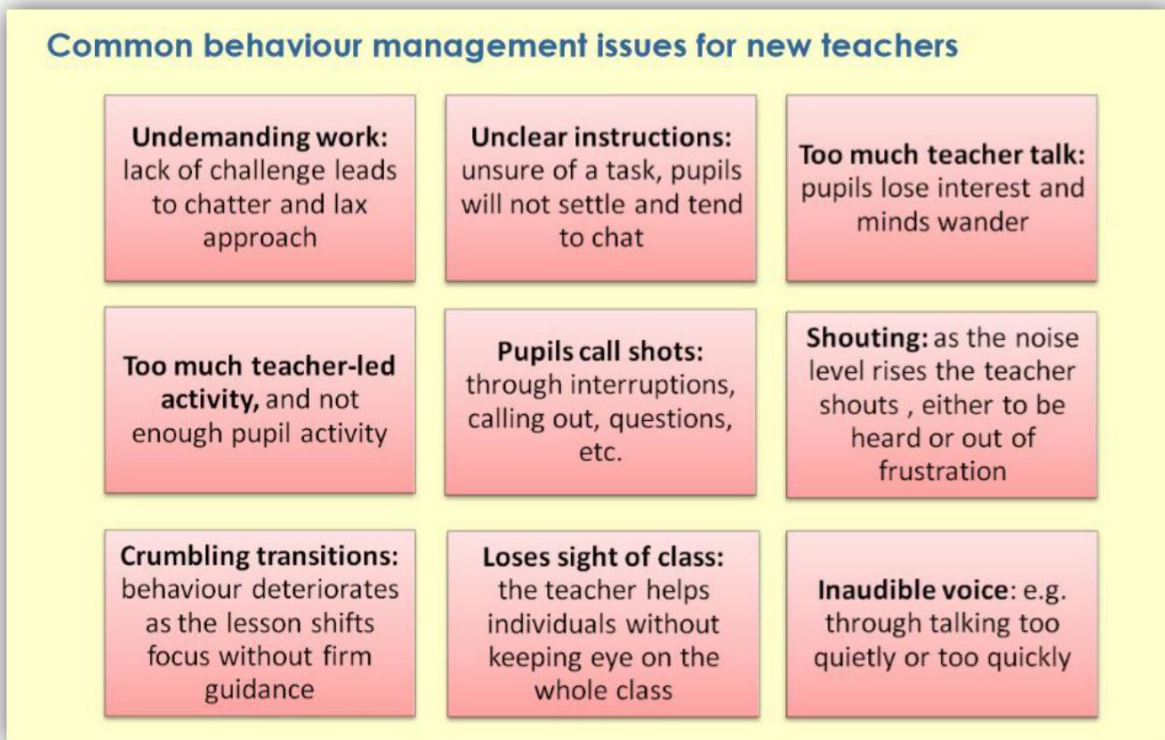 Common behaviour management issues for new teachers
Undemanding work:
lack of challenge leads
to chatter and lax
approach
Unclear instructions:
unsure of a task, pupils
will not settle and tend
to chat
Too much teacher talk:
pupils lose interest and
minds wander
Too much teacher-led
activity, and not
enough pupil activity
Pupils call shots:
through interruptions,
calling out, questions,
etc.
Shouting: as the noise
level rises the teacher
shouts , either to be
heard or out of
frustration
Crumbling transitions:
behaviour deteriorates
as the lesson shifts
focus without firm
guidance
Loses sight of class:
the teacher helps
individuals without
keeping eye on the
whole class
Inaudible voice: e.g.
through talking too
quietly or too quickly